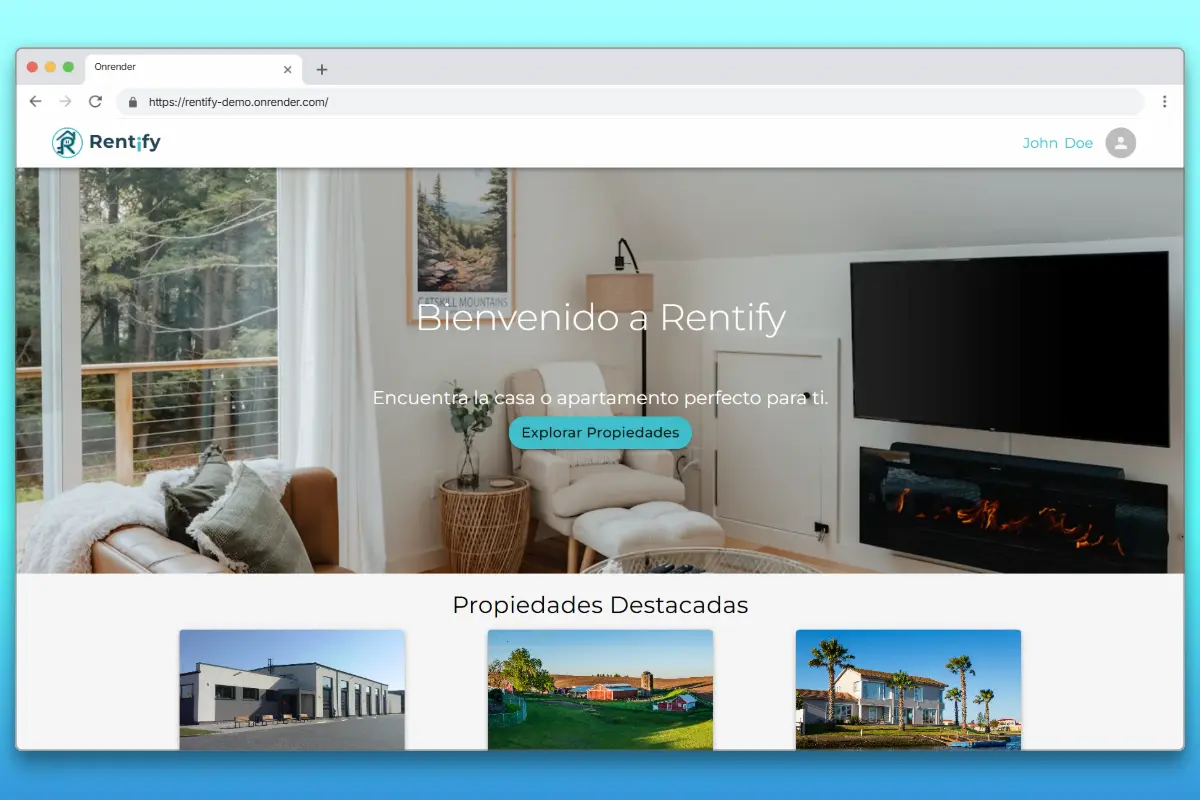 Onrender
https://rentify-demo.onrender.com/
Rentify
John Doe
CATSKILL MOUNTAINS
Bienvenido a Rentify
Encuentra la casa o apartamento perfecto para ti.
Explorar Propiedades
Propiedades Destacadas